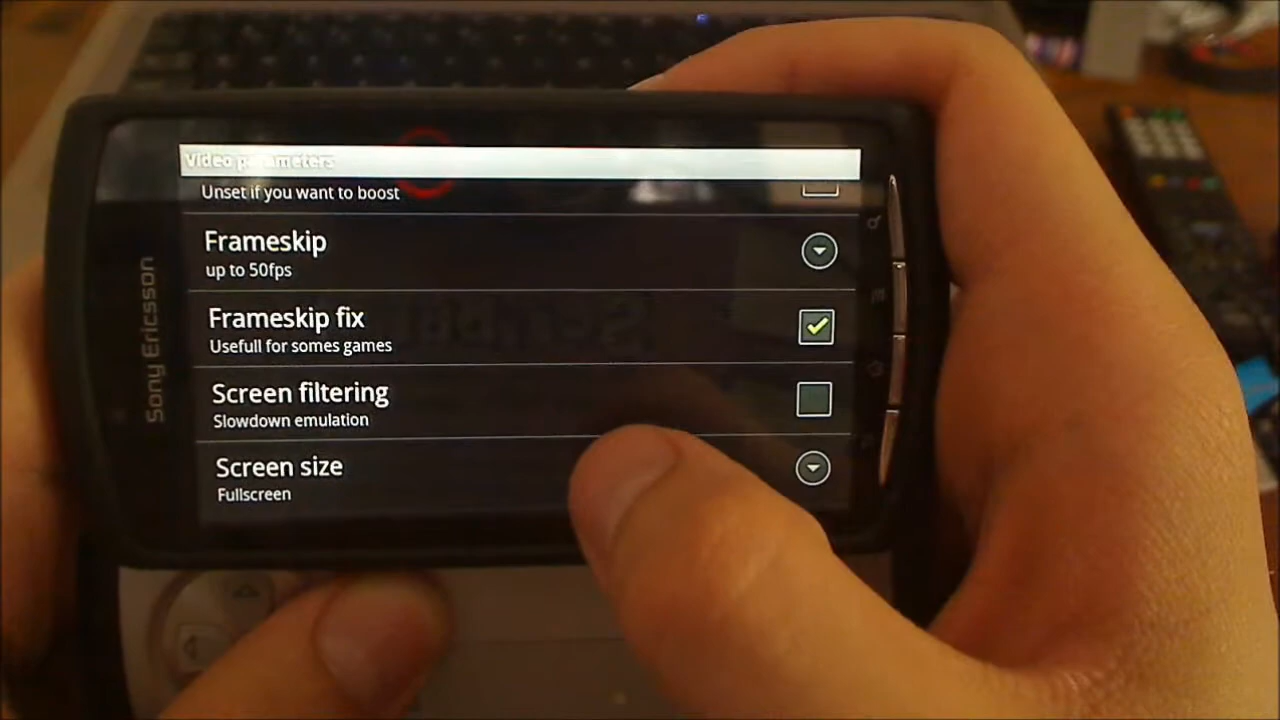 Video parameters
Unset if you want to boost
Frameskip
up to 50fps
Frameskip fix
Usefull for somes games
Screen filtering
Slowdown emulation
Screen size
Fullscreen
Sony Ericsson